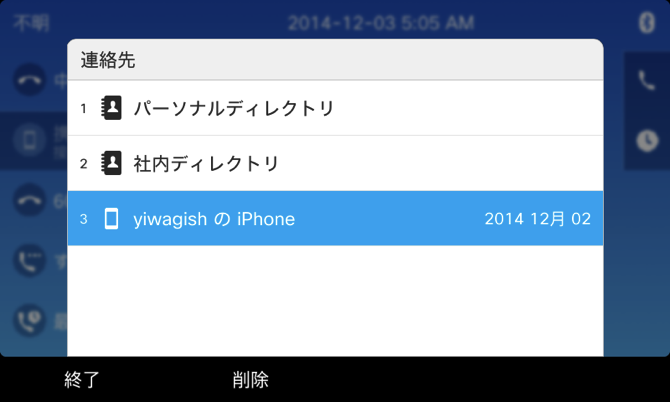 不明 2014-12-03 5:05 AM
連絡先
1 パーソナルディレクトリ
2 社内ディレクトリ
3 yiwagish の iPhone 2014 12月 02
終了 削除